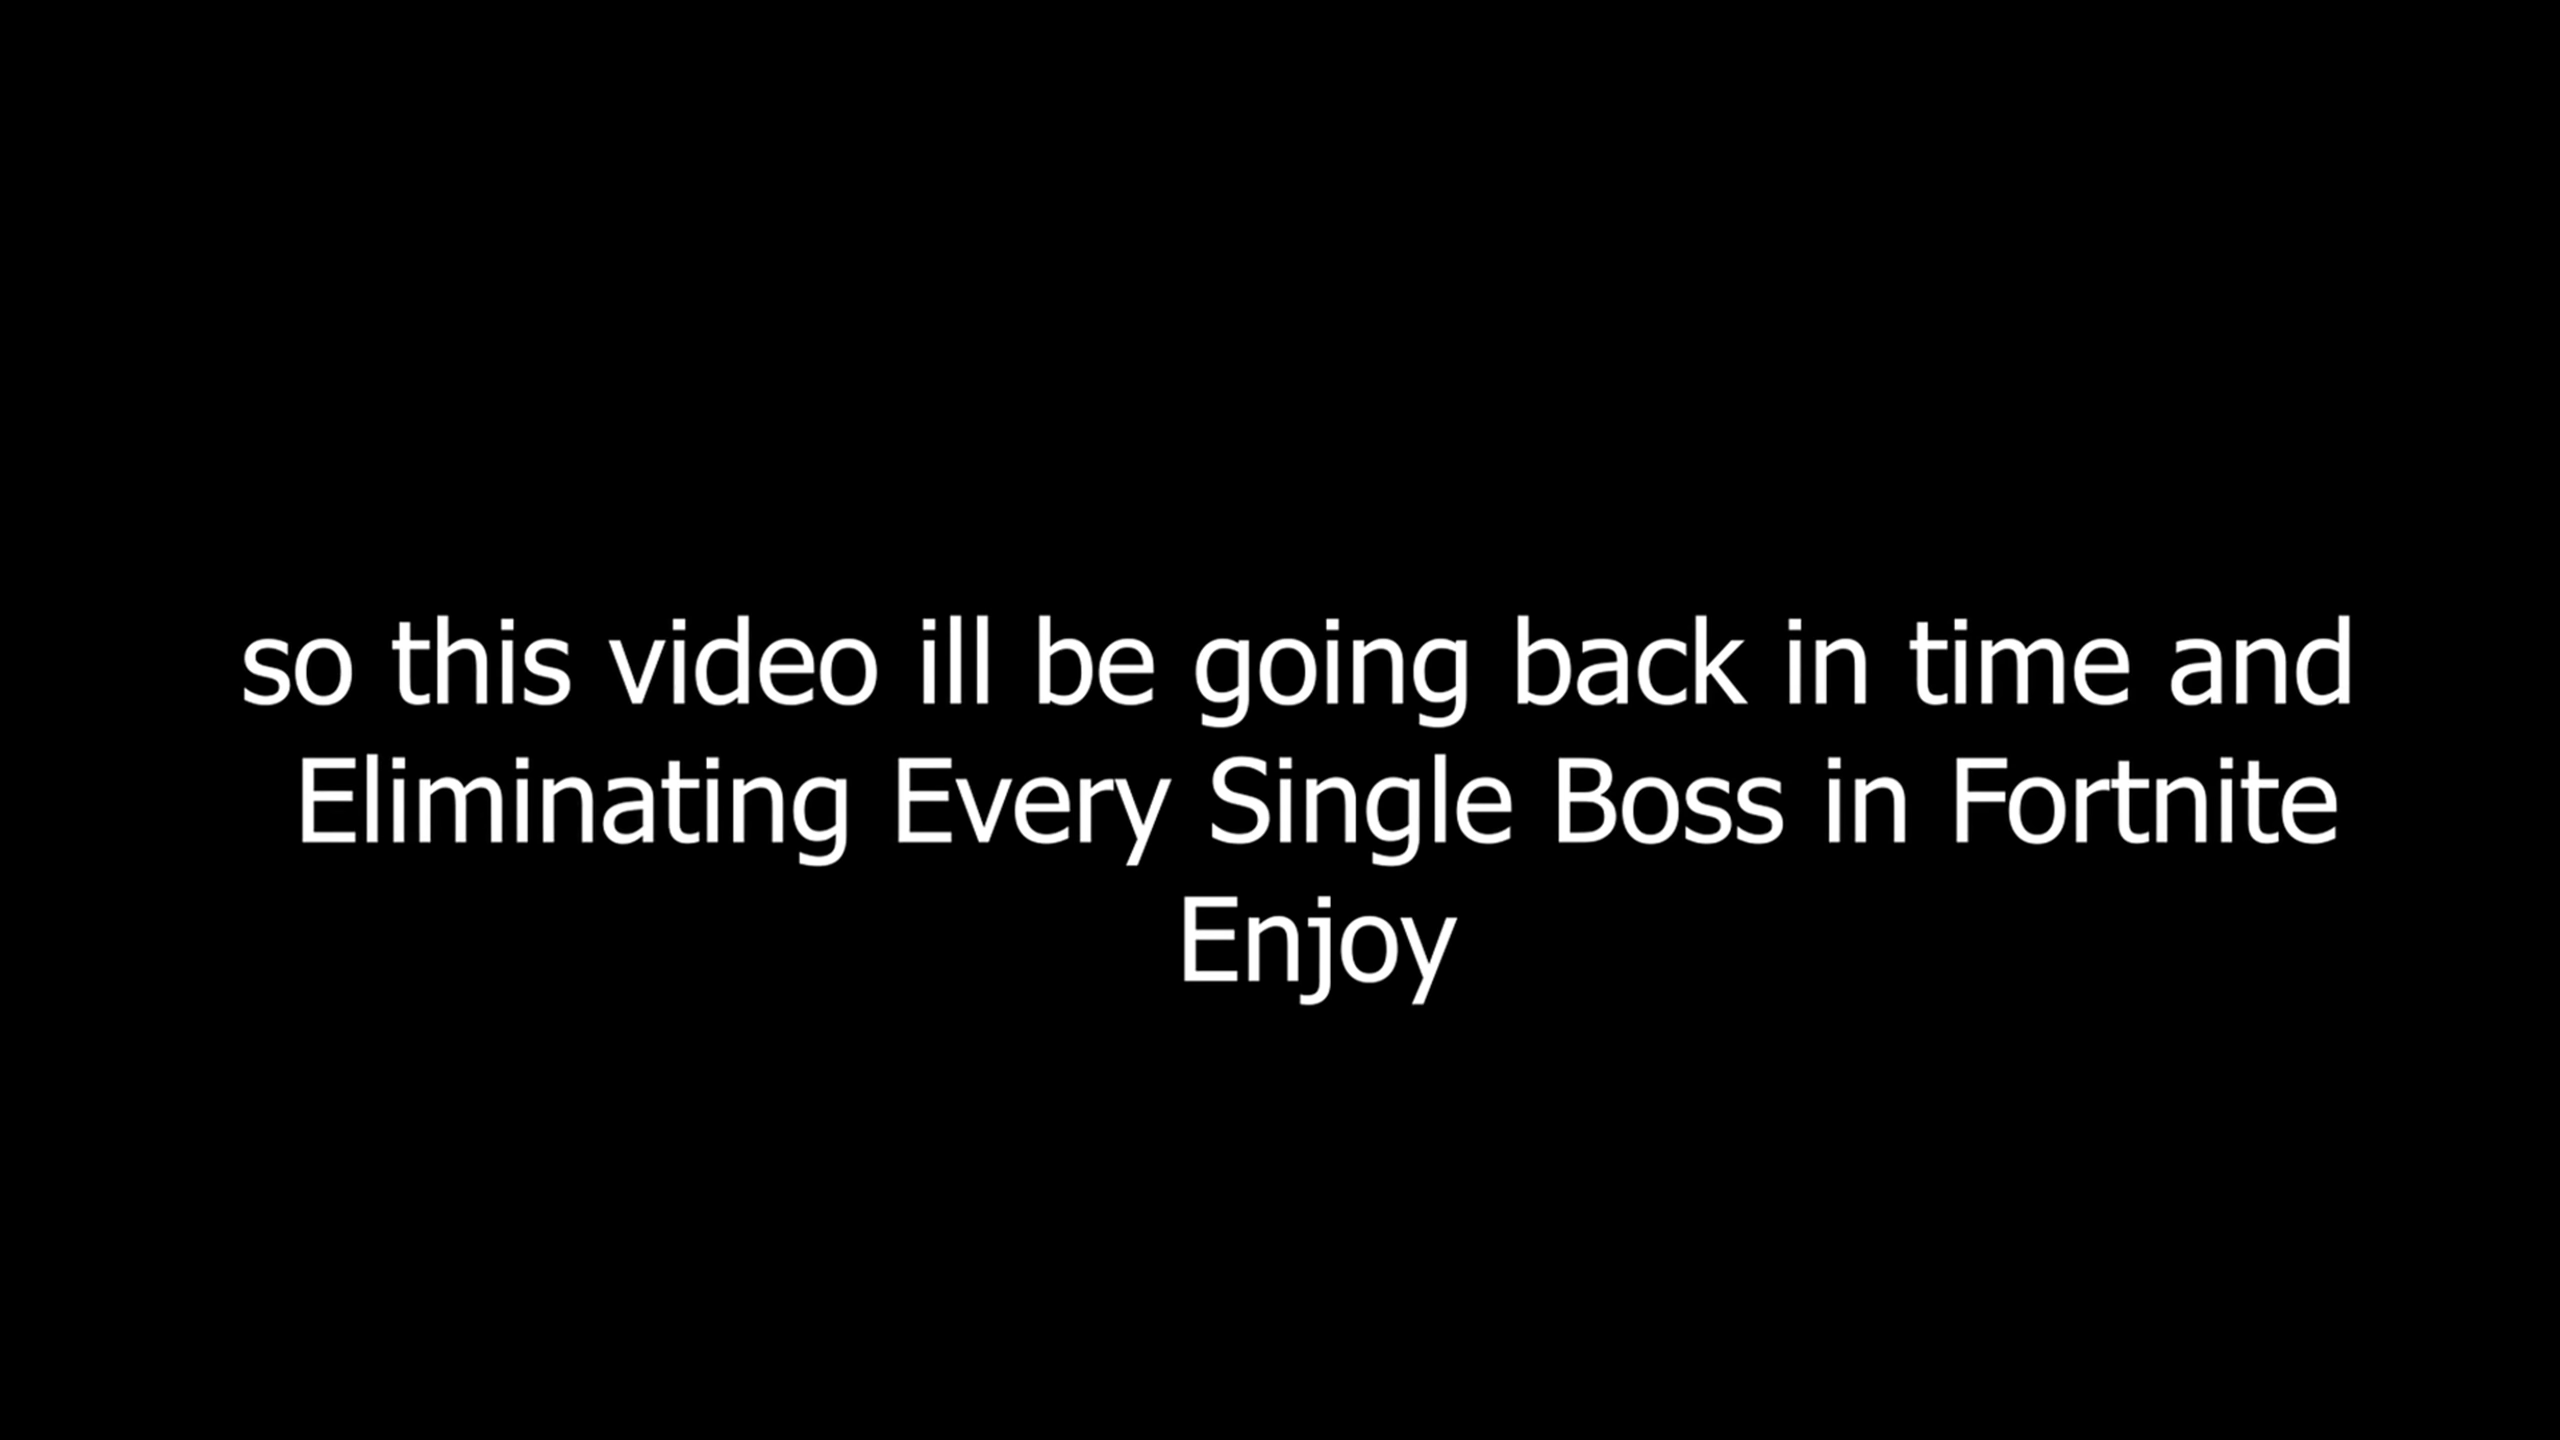 so this video ill be going back in time and
Eliminating Every Single Boss in Fortnite
Enjoy